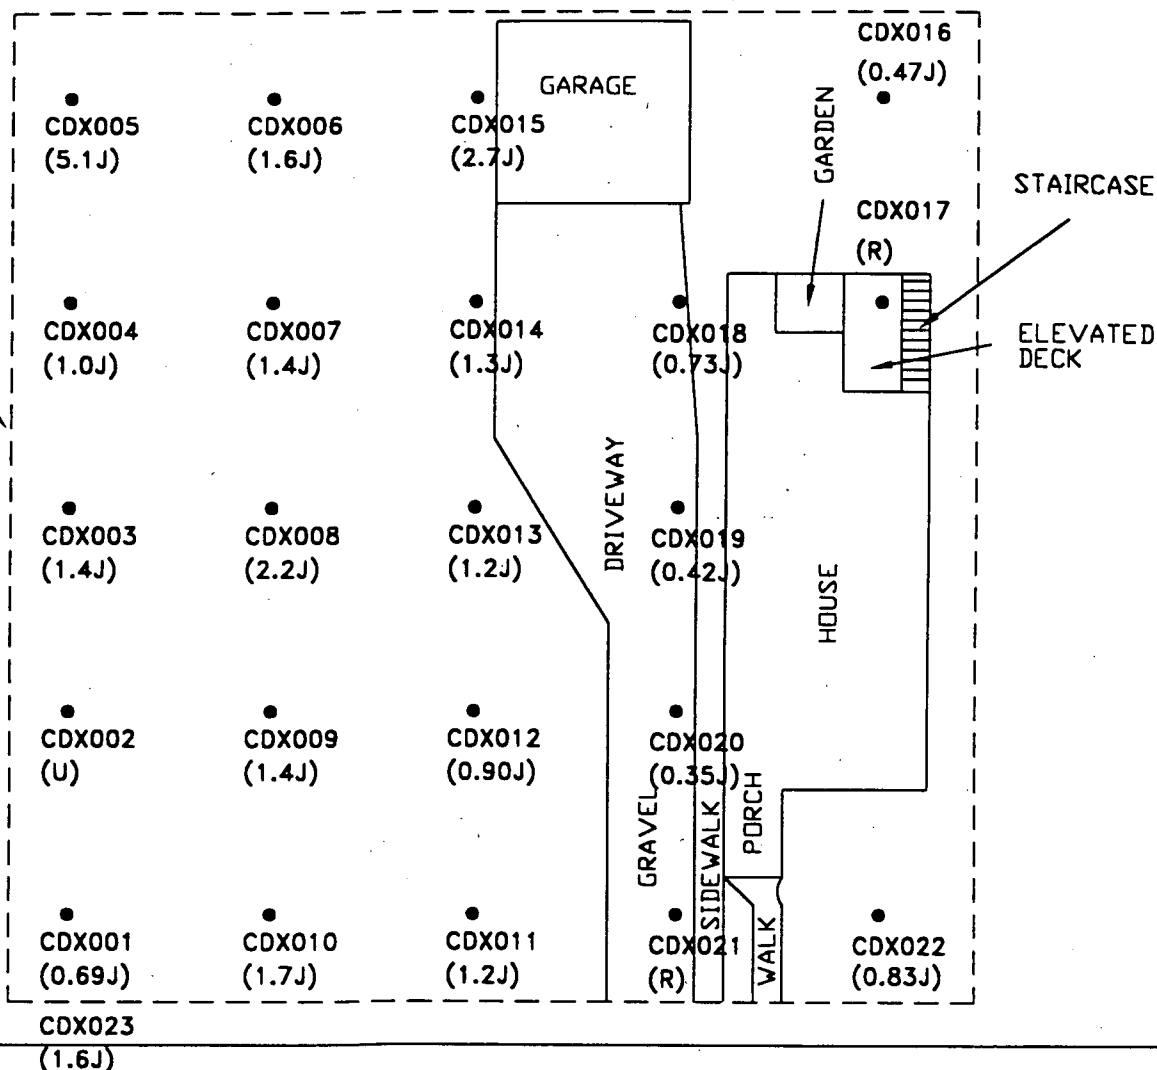 CDX016
(0.47J)
GARAGE
GARDEN
CDX005
(5.1J)
CDX006
(1.6J)
CDX015
(2.7J)
STAIRCASE
CDX017
(R)
CDX004
(1.0J)
CDX007
(1.4J)
CDX014
(1.3J)
CDX018
(0.73J)
ELEVATED
DECK
DRIVEWAY
CDX003
(1.4J)
CDX008
(2.2J)
CDX013
(1.2J)
CDX019
(0.42J)
HOUSE
CDX002
(U)
CDX009
(1.4J)
CDX012
(0.90J)
CDX020
(0.35J)
GRAVEL
SIDEWALK
PORCH
WALK
CDX001
(0.69J)
CDX010
(1.7J)
CDX011
(1.2J)
CDX021
(R)
CDX022
(0.83J)
CDX023
(1.6J)